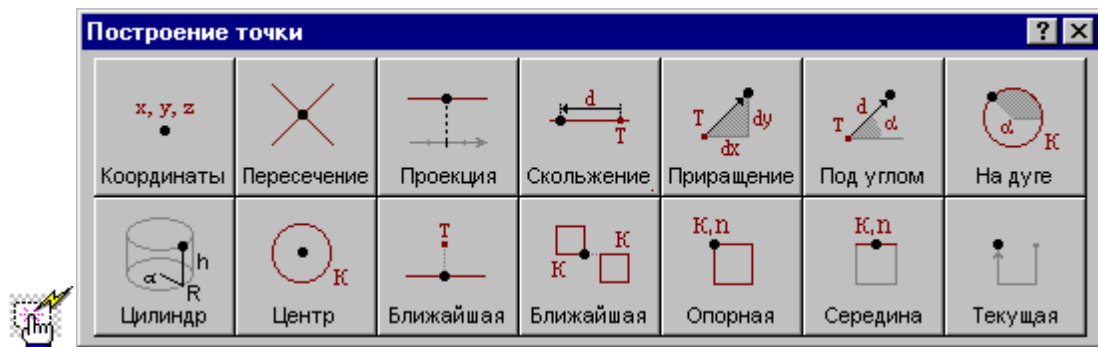 Построение точки
x, y, z
d
T
T
dy
dx
d
T
α
α
К
Координаты
Пересечение
Проекция
Скольжение
Приращение
Под углом
На дуге
α
h
R
К
T
К
К
К,n
К,n
Цилиндр
Центр
Ближайшая
Ближайшая
Опорная
Середина
Текущая